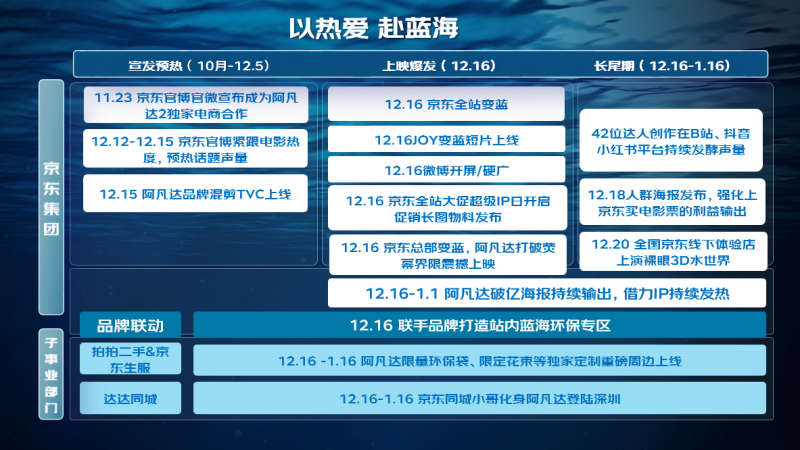 以热爱 赴蓝海
宣发预热（10月-12.5）
上映爆发（12.16）
长尾期（12.16-1.16）
京东集团
11.23 京东官博官微宣布成为阿凡
达2独家电商合作
12.12-12.15 京东官博紧跟电影热
度，预热话题声量
12.15 阿凡达品牌混剪TVC上线
12.16 京东全站变蓝
12.16JOY变蓝短片上线
12.16微博开屏/硬广
12.16 京东全站大促超级IP日开启
促销长图物料发布
12.16 京东总部变蓝，阿凡达打破荧
幕界限震撼上映
42位达人创作在B站、抖音
小红书平台持续发酵声量
12.18人群海报发布，强化上
京东买电影票的利益输出
12.20 全国京东线下体验店
上演裸眼3D水世界
12.16-1.1 阿凡达破亿海报持续输出，借力IP持续发热
品牌联动
12.16 联手品牌打造站内蓝海环保专区
子事业部门
拍拍二手&京
东生服
12.16 -1.16 阿凡达限量环保袋、限定花束等独家定制重磅周边上线
达达同城
12.16-1.16 京东同城小哥化身阿凡达登陆深圳